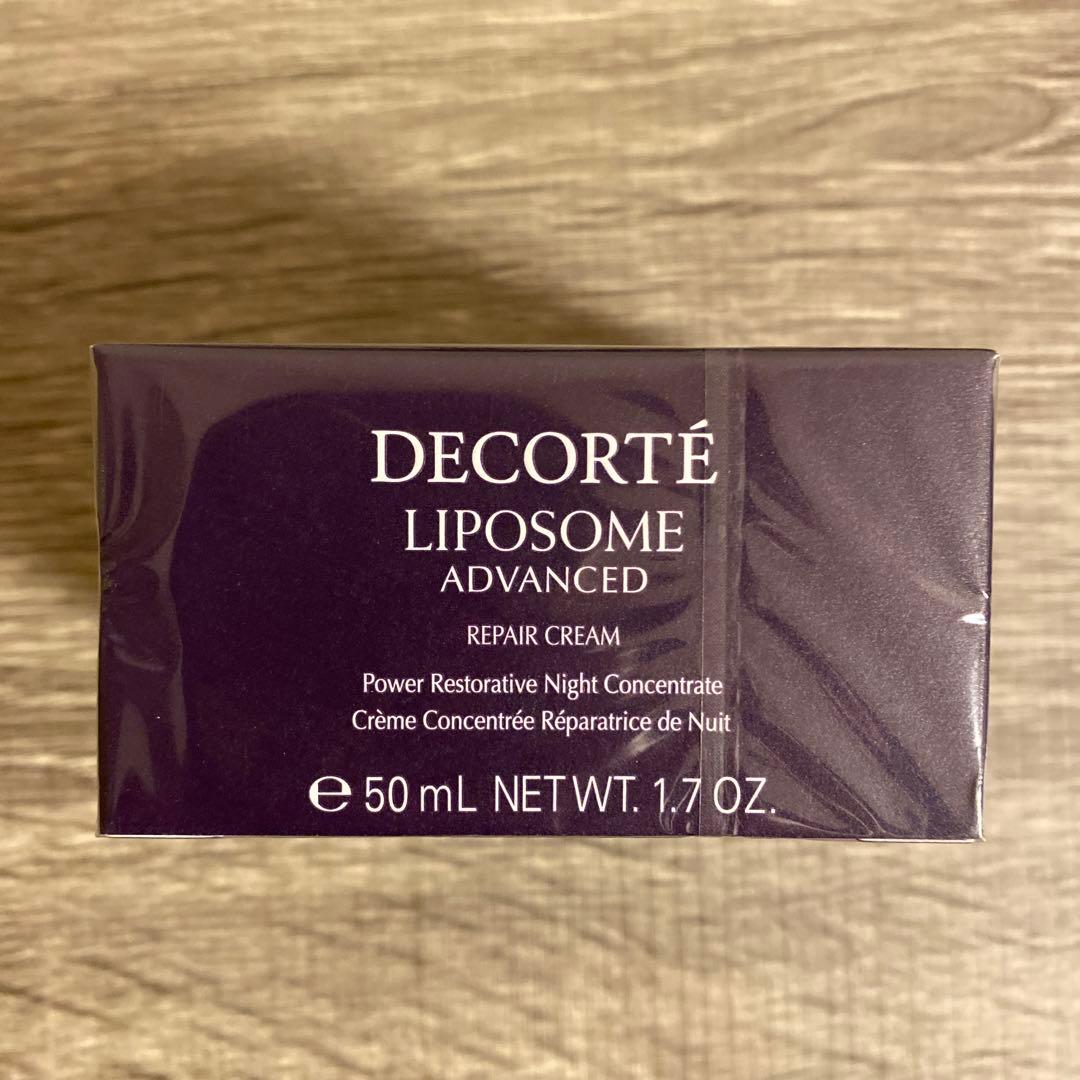 DECORTÉ
LIPOSOME
ADVANCED
REPAIR CREAM
Power Restorative Night Concentrate
Crème Concentrée Réparatrice de Nuit
℮ 50 mL NET WT. 1.7 OZ.